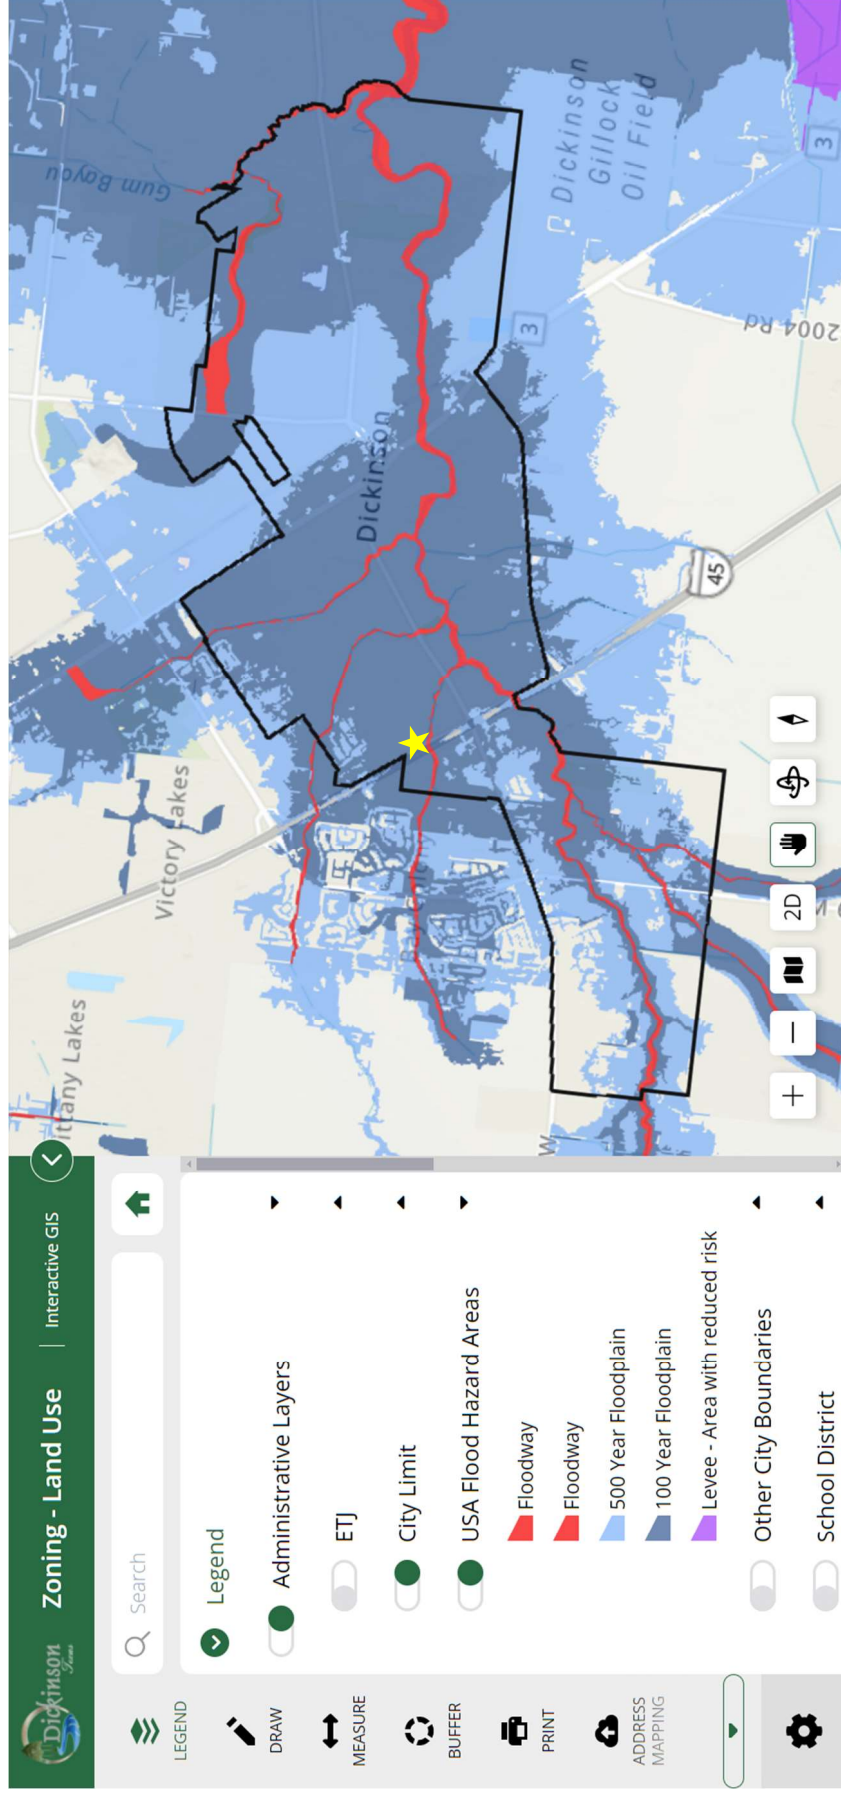 Dickinson
Texas
Zoning - Land Use | Interactive GIS
LEGEND
DRAW
MEASURE
BUFFER
PRINT
ADDRESS
MAPPING
Search
Legend
Administrative Layers
ETJ
City Limit
USA Flood Hazard Areas
Floodway
Floodway
500 Year Floodplain
100 Year Floodplain
Levee - Area with reduced risk
Other City Boundaries
School District
ittany Lakes
Victory Lakes
Gum Bayou
Dickinson
Dickinson
Gillock
Oil Field
3
3
2004 Rd
45
W
2D